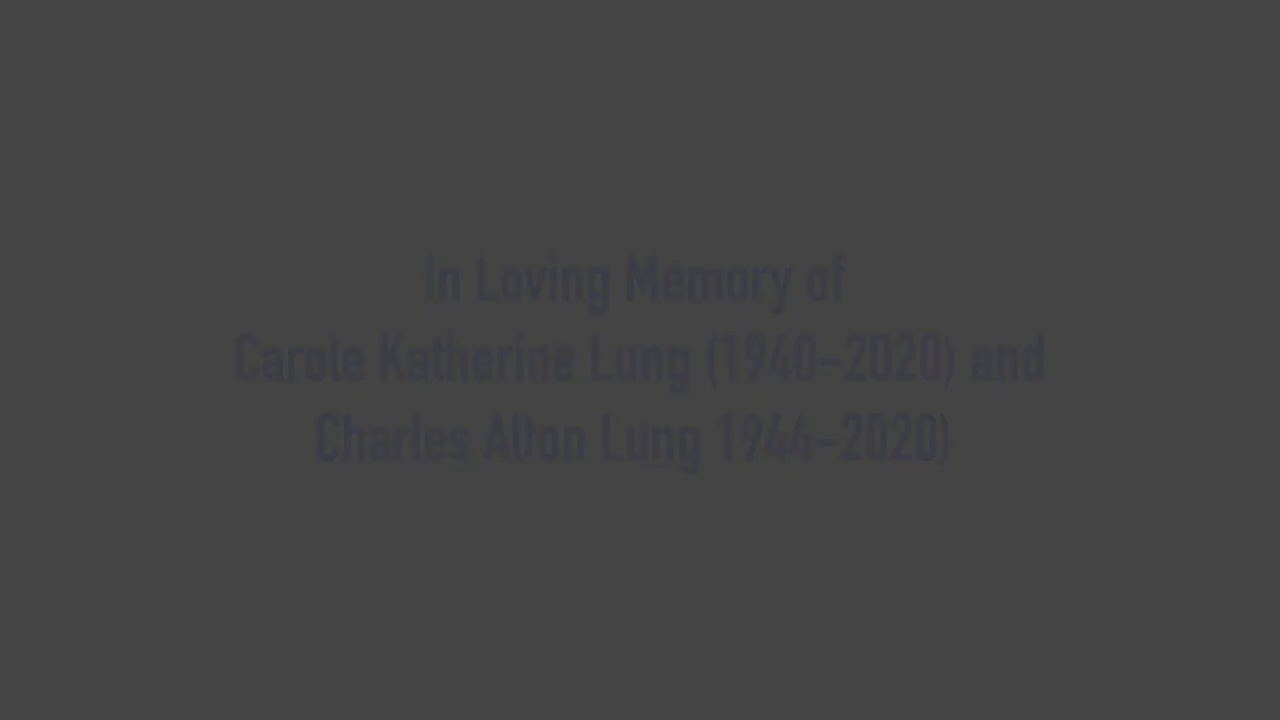 In Loving Memory of
Carole Katherine Lung (1940-2020) and
Charles Alton Lung 1944-2020)